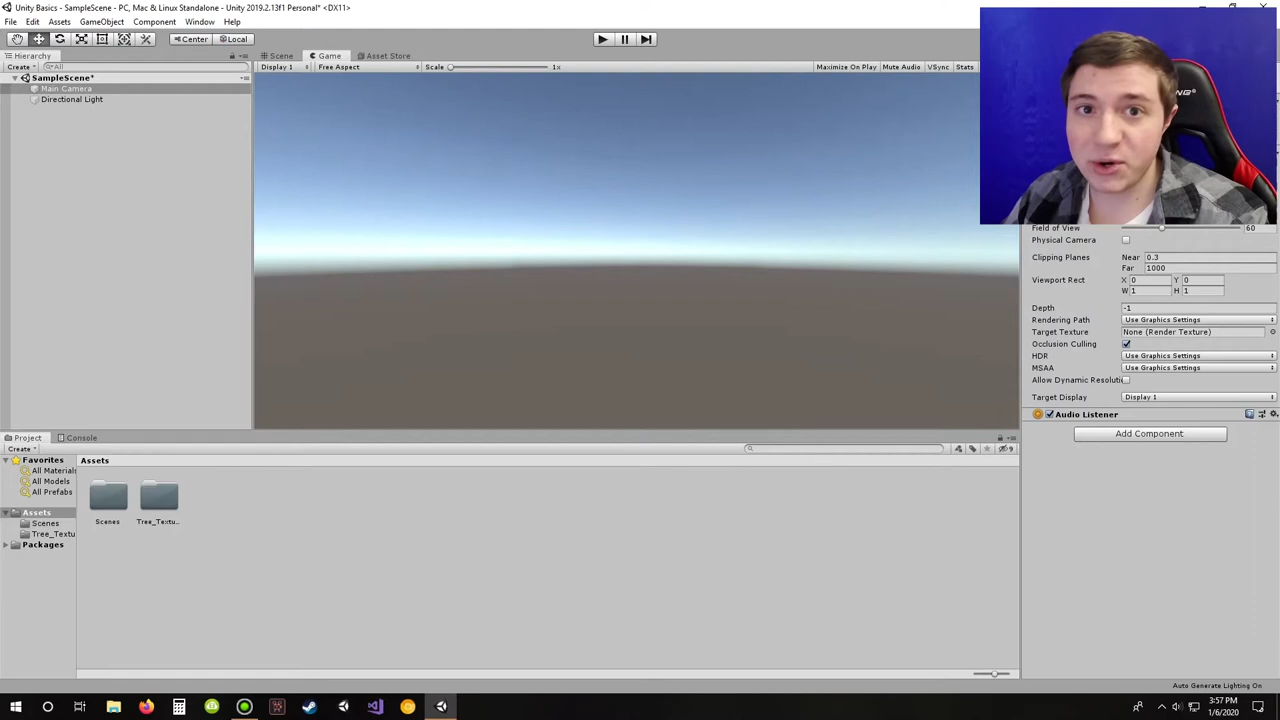 Unity Basics - SampleScene - PC, Mac & Linux Standalone - Unity 2019.2.13f1 Personal* <DX11>
File Edit Assets GameObject Component Window Help
Center Local
Hierarchy
Scene Game Asset Store
Create All
Display 1 Free Aspect Scale 1x Maximize On Play Mute Audio VSync Stats
SampleScene*
Main Camera
Directional Light
Field of View 60
Physical Camera
Clipping Planes Near 0.3
Far 1000
Viewport Rect X 0 Y 0
W 1 H 1
Depth -1
Rendering Path Use Graphics Settings
Target Texture None (Render Texture)
Occlusion Culling
HDR Use Graphics Settings
MSAA Use Graphics Settings
Allow Dynamic Resoluti
Target Display Display 1
Audio Listener
Add Component
Project Console
Create
9
Favorites
All Materials
All Models
All Prefabs
Assets
Scenes
Tree_Textu
Packages
Assets
Scenes Tree_Textu...
Auto Generate Lighting On
3:57 PM
1/6/2020